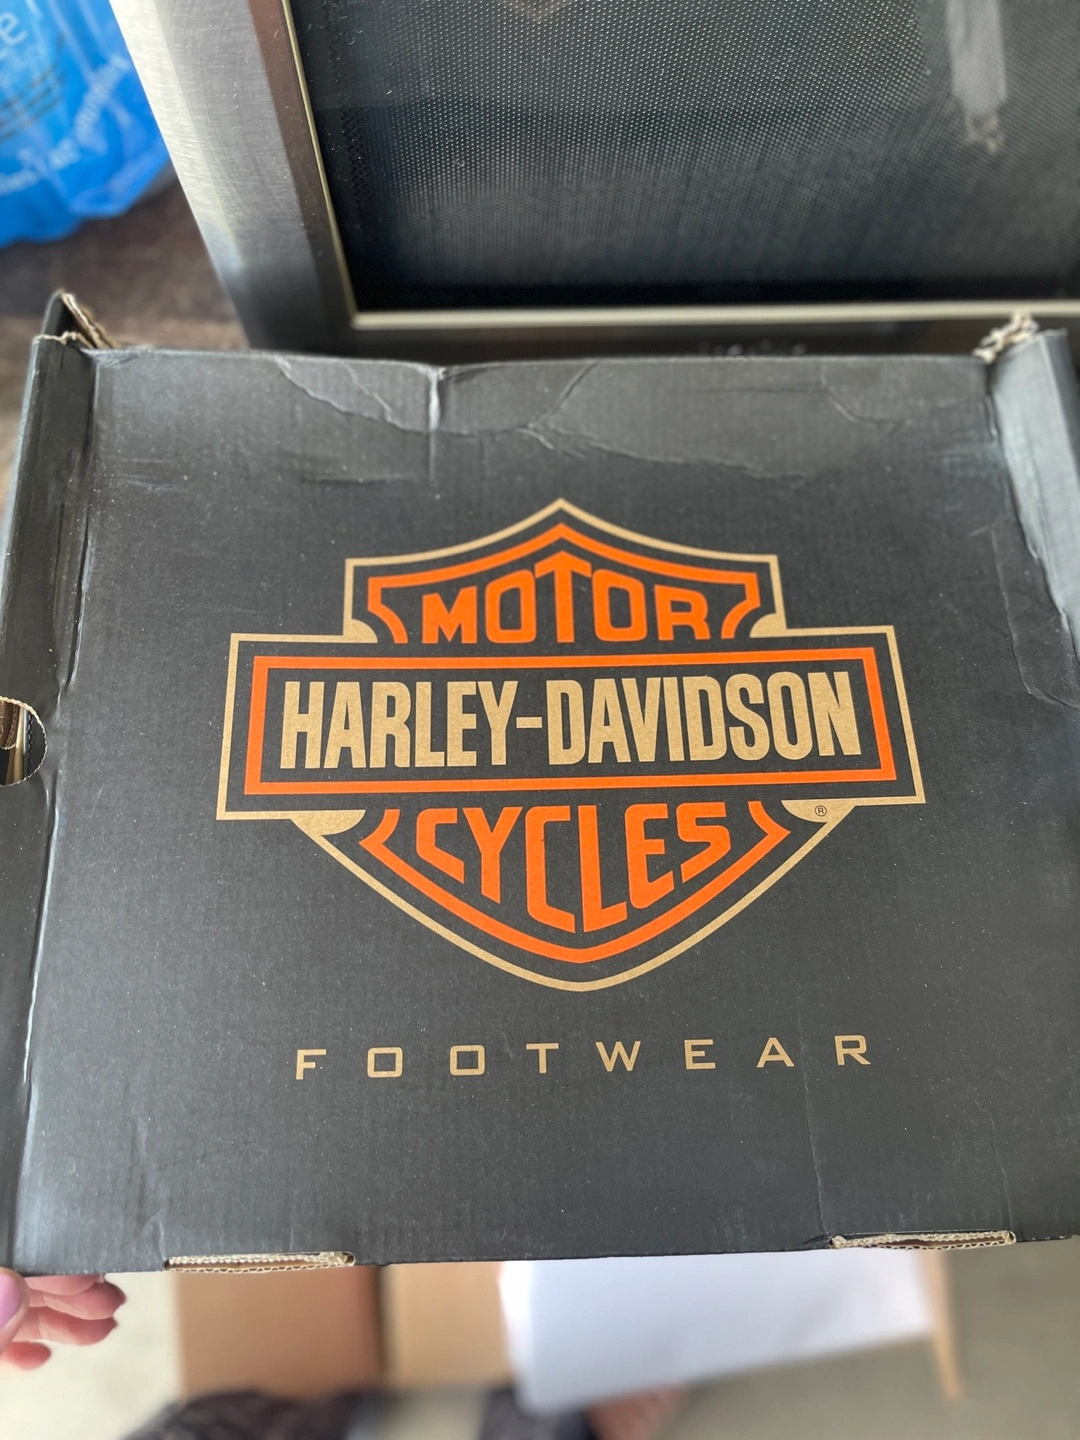 MOTOR
HARLEY-DAVIDSON
CYCLES
®
FOOTWEAR